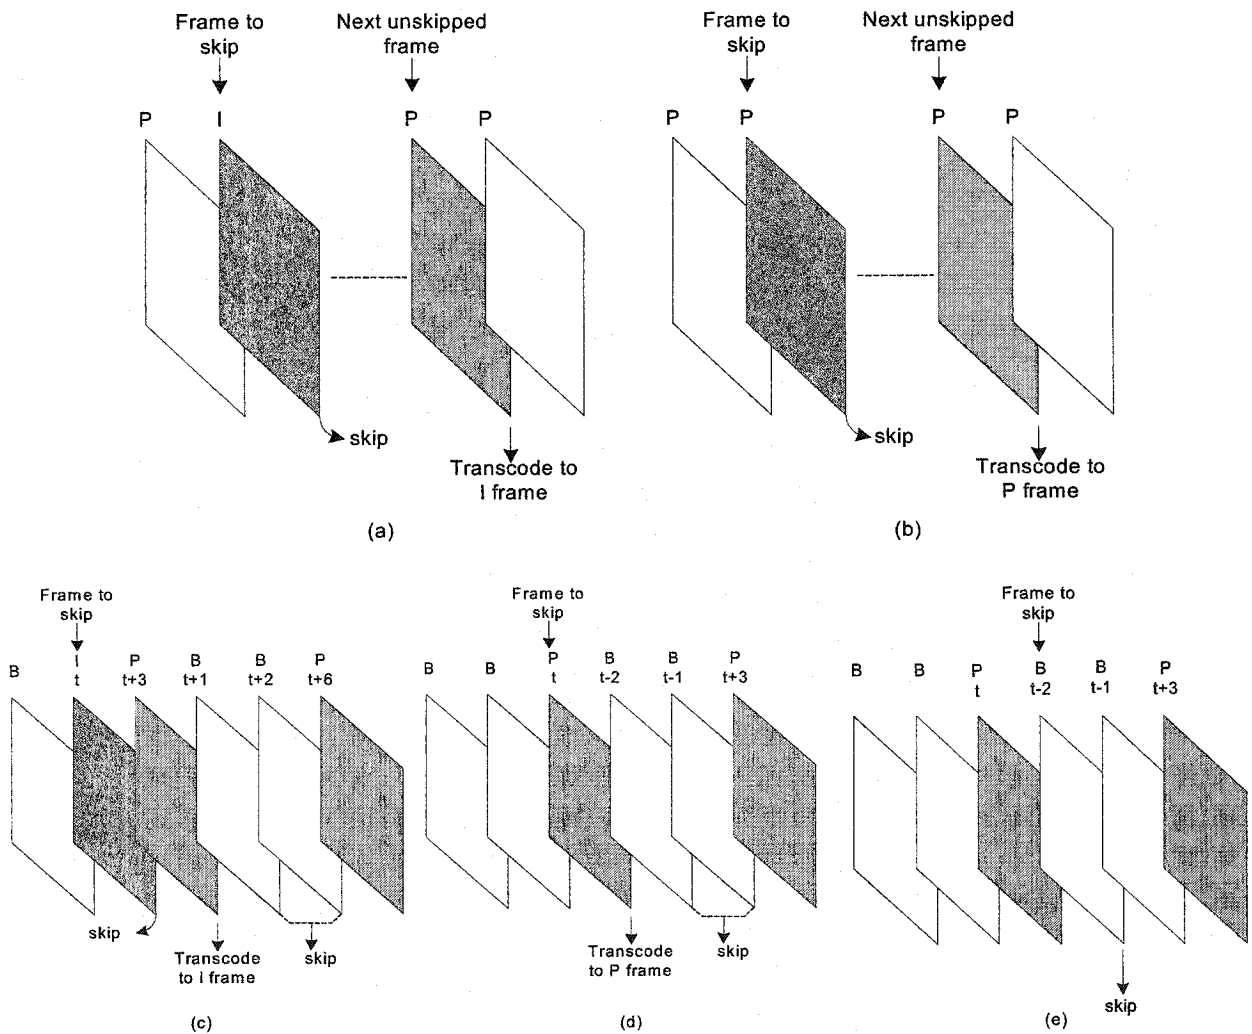 Frame to
skip
Next unskipped
frame
P
I
P
P
skip
Transcode to
I frame
(a)
Frame to
skip
Next unskipped
frame
P
P
P
P
skip
Transcode to
P frame
(b)
Frame to
skip
B
I
t
P
t+3
B
t+1
B
t+2
P
t+6
skip
Transcode
to I frame
skip
(c)
Frame to
skip
B
B
P
t
B
t-2
B
t-1
P
t+3
Transcode
to P frame
skip
(d)
Frame to
skip
B
B
P
t
B
t-2
B
t-1
P
t+3
skip
(e)